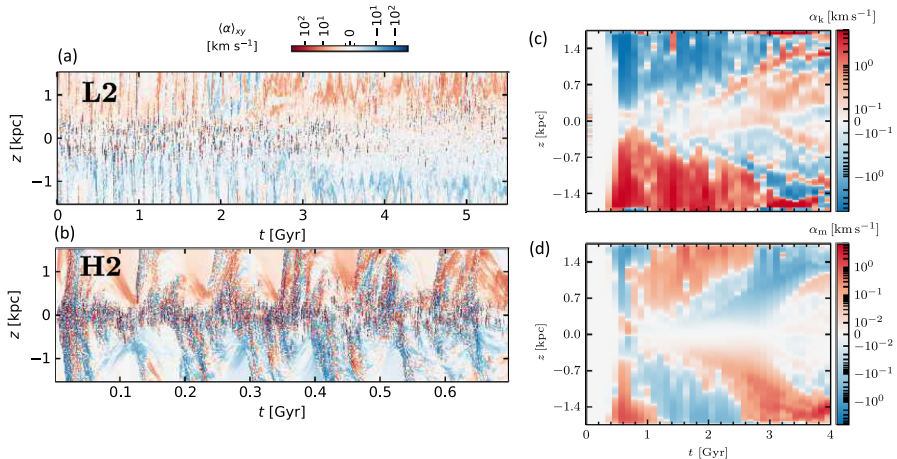 ⟨α⟩xy
[km s⁻¹]
10² 10¹ 0 −10¹ −10²
(a)
L2
z [kpc]
1
0
−1
0 1 2 3 4 5
t [Gyr]
(b)
H2
z [kpc]
1
0
−1
0.1 0.2 0.3 0.4 0.5 0.6
t [Gyr]
(c)
αk [km s⁻¹]
z [kpc]
1.4
0.7
0.0
−0.7
−1.4
10⁰
10⁻¹
0
−10⁻¹
−10⁰
(d)
αm [km s⁻¹]
z [kpc]
1.4
0.7
0.0
−0.7
−1.4
10⁰
10⁻¹
10⁻²
0
−10⁻²
−10⁻¹
−10⁰
0 1 2 3 4
t [Gyr]